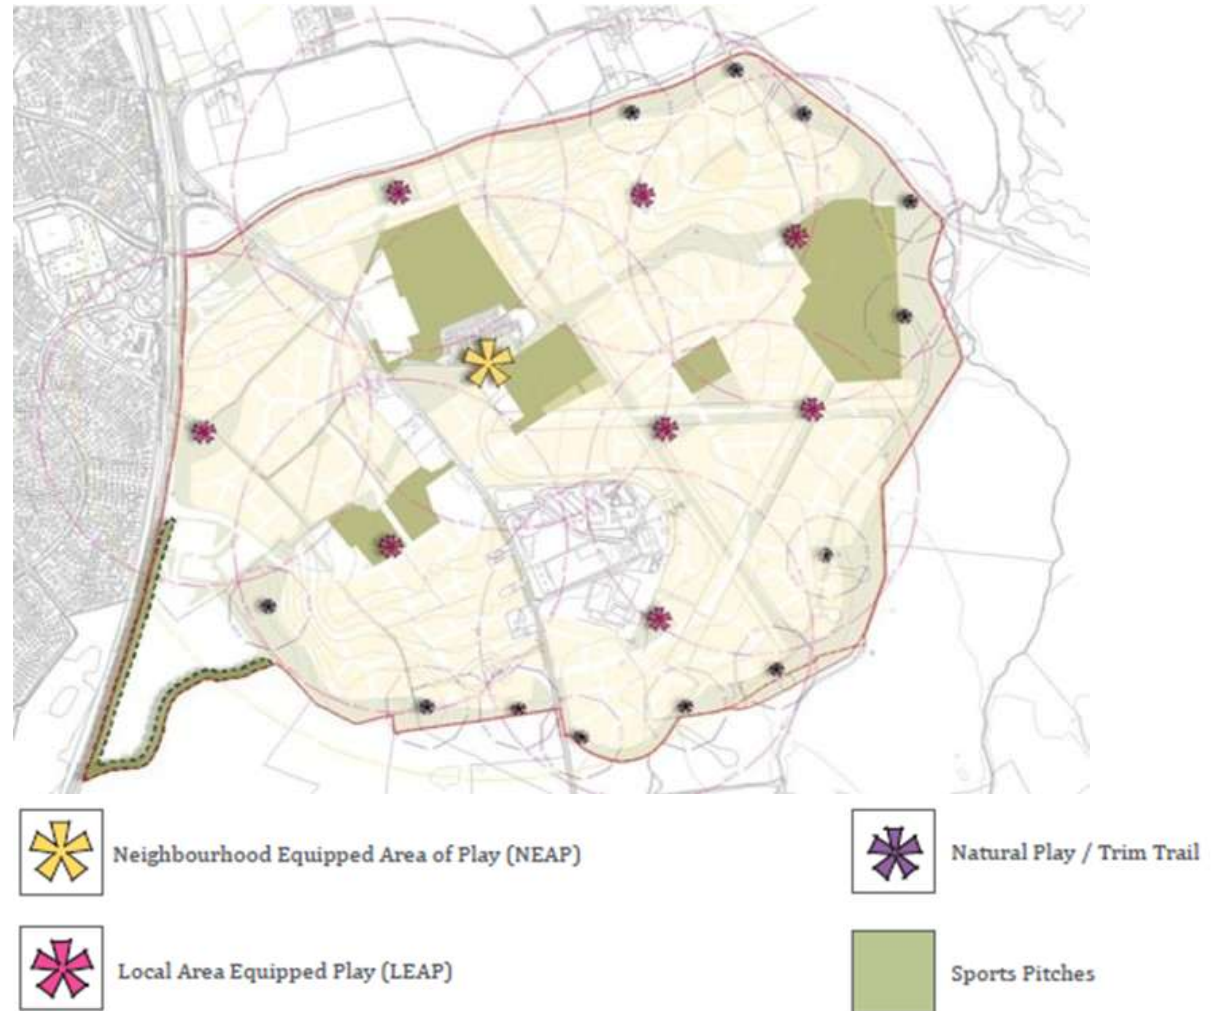 Neighbourhood Equipped Area of Play (NEAP)
Natural Play / Trim Trail
Local Area Equipped Play (LEAP)
Sports Pitches